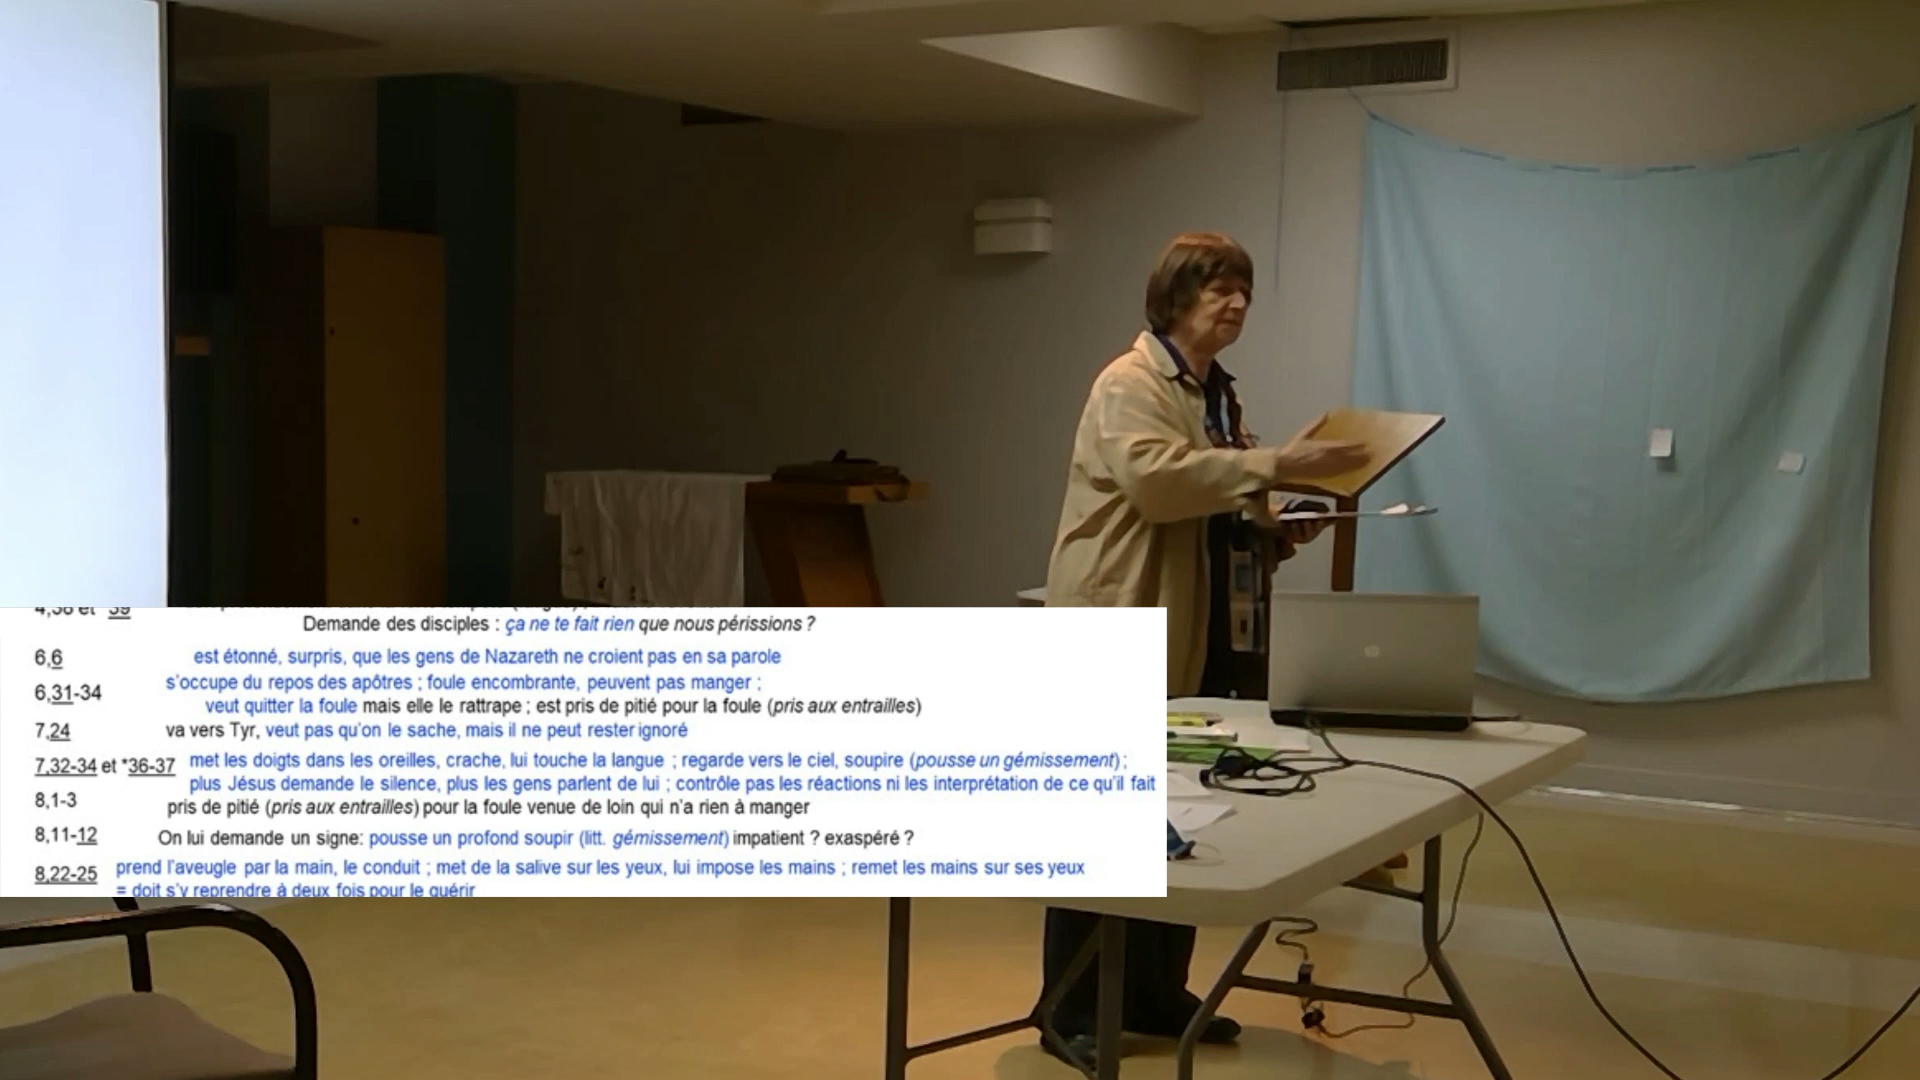 4,38 et *39
Demande des disciples : ça ne te fait rien que nous périssions ?
6,6 est étonné, surpris, que les gens de Nazareth ne croient pas en sa parole
6,31-34 s'occupe du repos des apôtres ; foule encombrante, peuvent pas manger ;
veut quitter la foule mais elle le rattrape ; est pris de pitié pour la foule (pris aux entrailles)
7,24 va vers Tyr, veut pas qu'on le sache, mais il ne peut rester ignoré
7,32-34 et *36-37 met les doigts dans les oreilles, crache, lui touche la langue ; regarde vers le ciel, soupire (pousse un gémissement) ;
plus Jésus demande le silence, plus les gens parlent de lui ; contrôle pas les réactions ni les interprétation de ce qu'il fait
8,1-3 pris de pitié (pris aux entrailles) pour la foule venue de loin qui n'a rien à manger
8,11-12 On lui demande un signe: pousse un profond soupir (litt. gémissement) impatient ? exaspéré ?
8,22-25 prend l'aveugle par la main, le conduit ; met de la salive sur les yeux, lui impose les mains ; remet les mains sur ses yeux
= doit s'y reprendre à deux fois pour le guérir